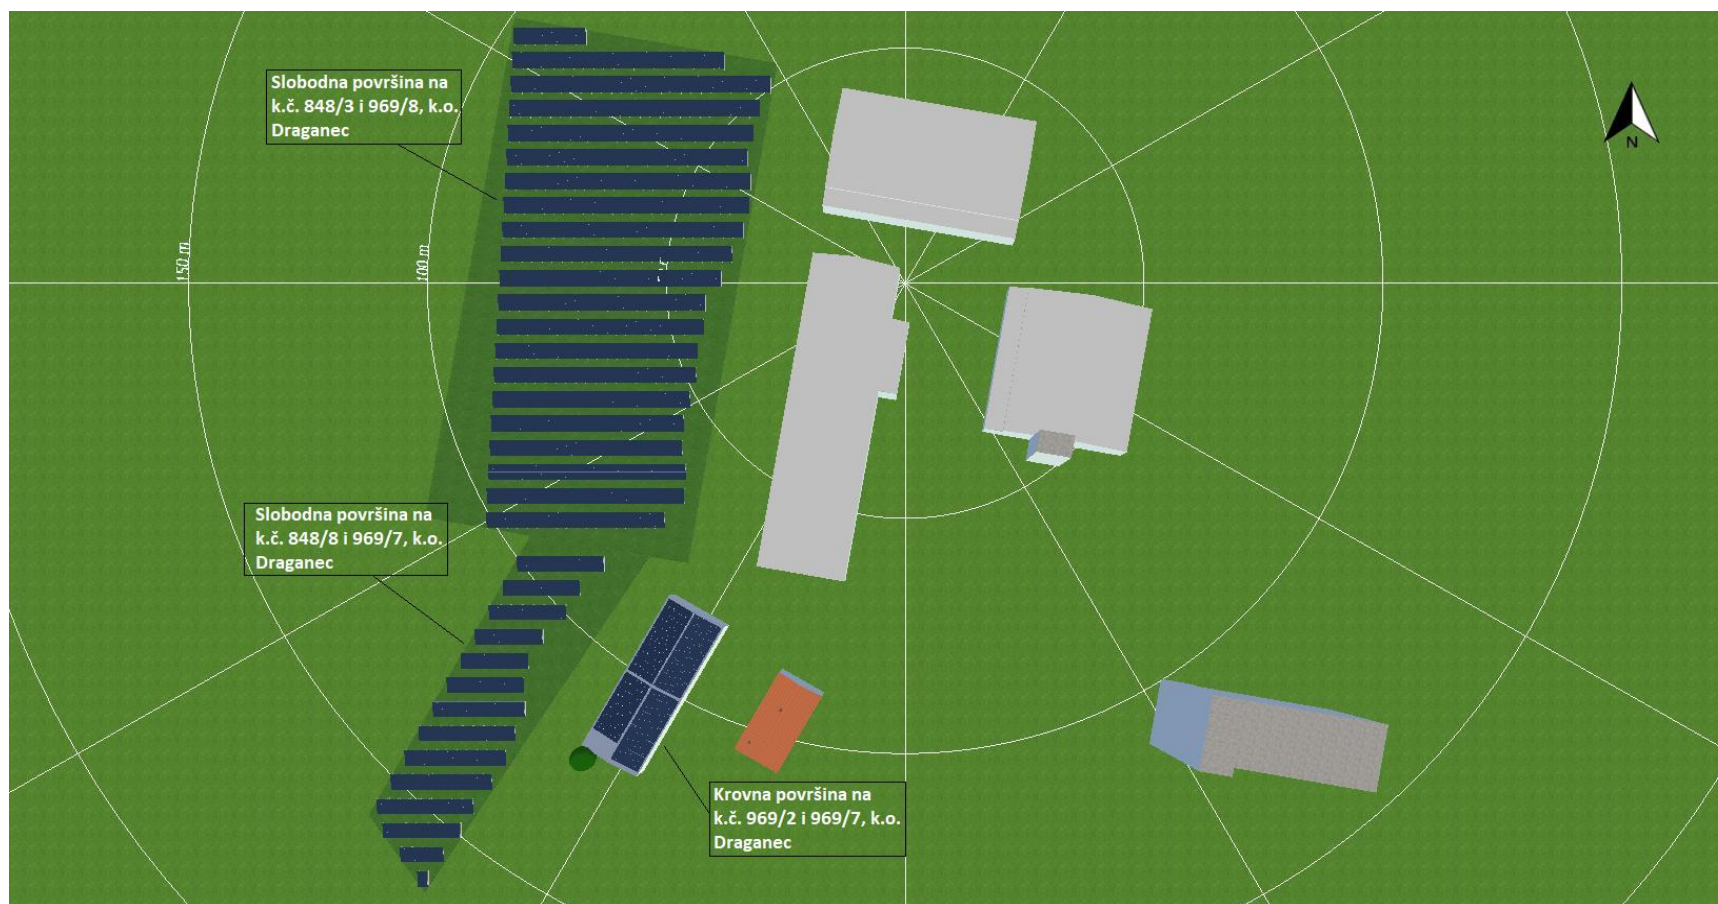 Slobodna površina na
k.č. 848/3 i 969/8, k.o.
Draganec
N
150 m
100 m
Slobodna površina na
k.č. 848/8 i 969/7, k.o.
Draganec
Krovna površina na
k.č. 969/2 i 969/7, k.o.
Draganec